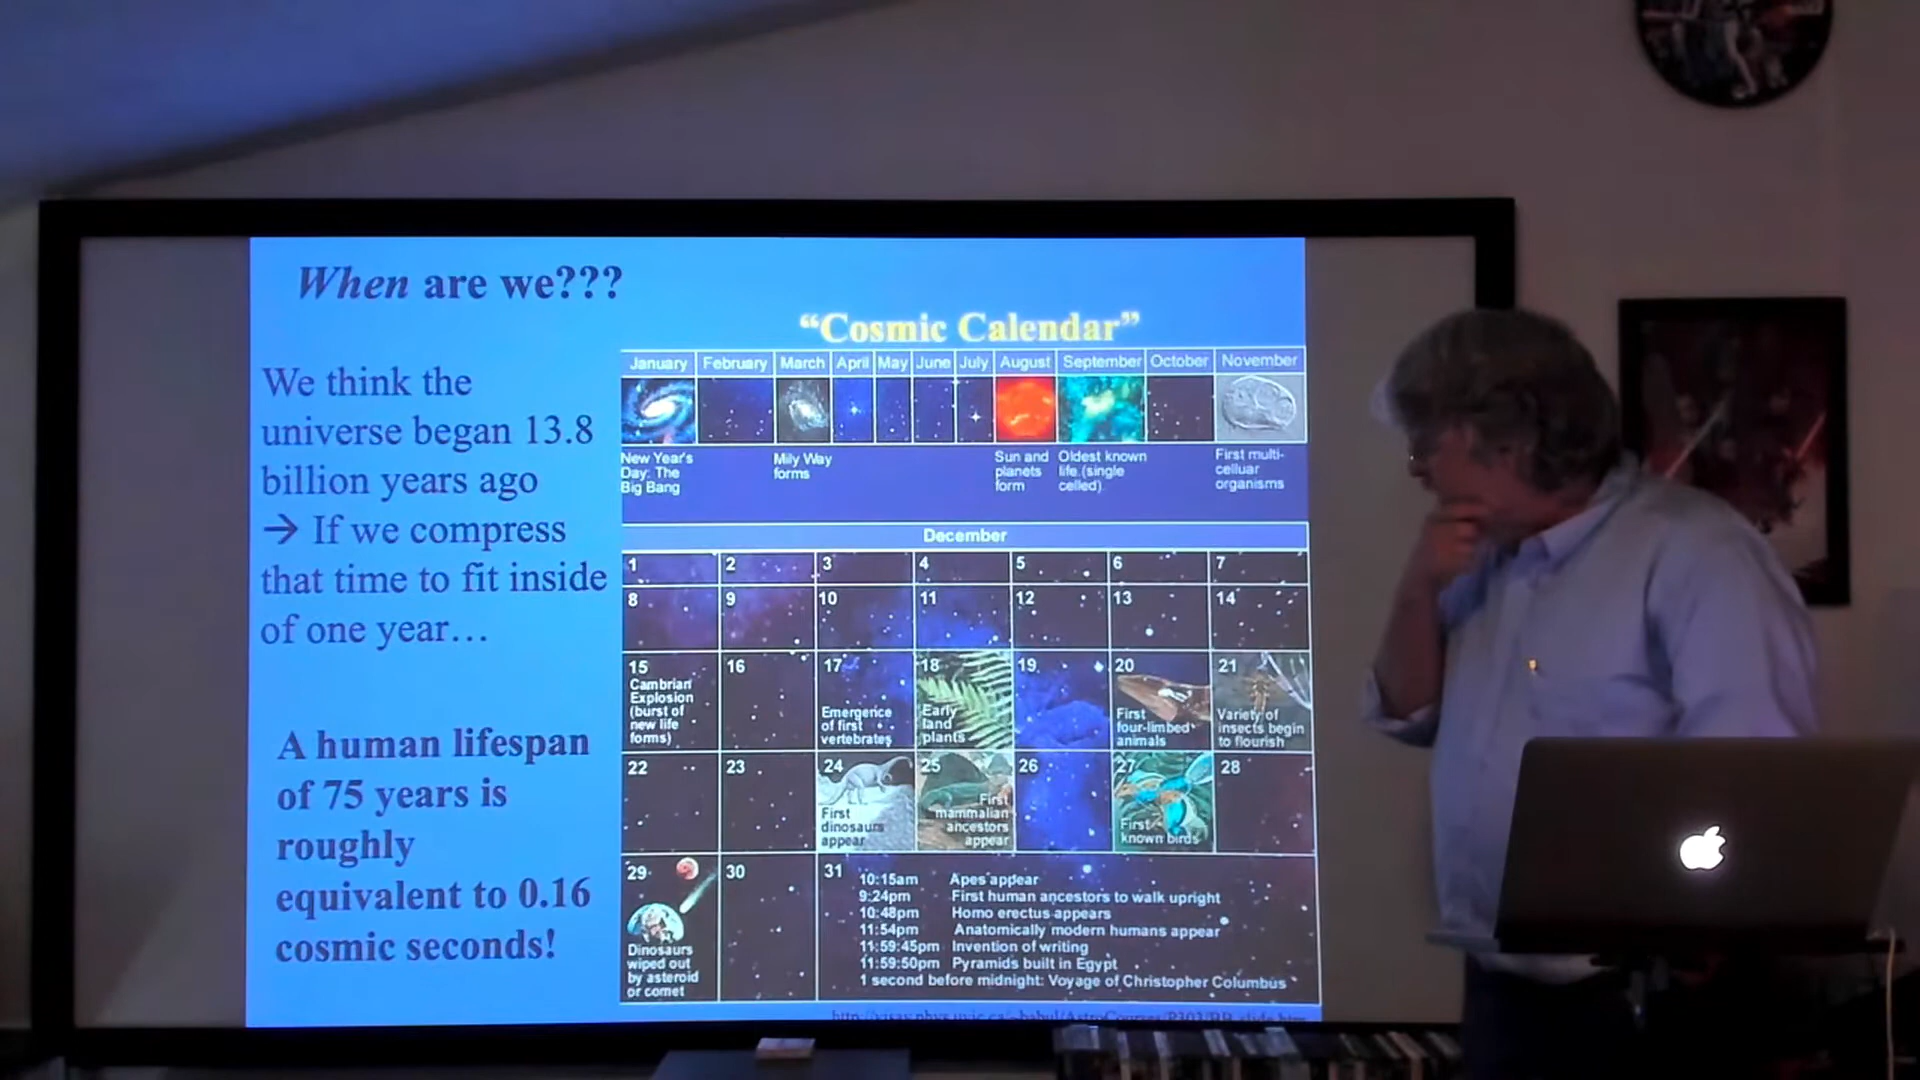 When are we???
We think the
universe began 13.8
billion years ago
→ If we compress
that time to fit inside
of one year…
A human lifespan
of 75 years is
roughly
equivalent to 0.16
cosmic seconds!
“Cosmic Calendar”
January February March April May June July August September October November
New Year's
Day: The
Big Bang
Mily Way
forms
Sun and
planets
form
Oldest known
life (single
celled)
First multi-
celluar
organisms
December
1 2 3 4 5 6 7
8 9 10 11 12 13 14
15
Cambrian
Explosion
(burst of
new life
forms)
16
17
Emergence
of first
vertebrates
18
Early
land
plants
19
20
First
four-limbed
animals
21
Variety of
insects begin
to flourish
22
23
24
First
dinosaurs
appear
25
First
mammalian
ancestors
appear
26
27
First
known birds
28
29
Dinosaurs
wiped out
by asteroid
or comet
30
31
10:15am Apes appear
9:24pm First human ancestors to walk upright
10:48pm Homo erectus appears
11:54pm Anatomically modern humans appear
11:59:45pm Invention of writing
11:59:50pm Pyramids built in Egypt
1 second before midnight: Voyage of Christopher Columbus